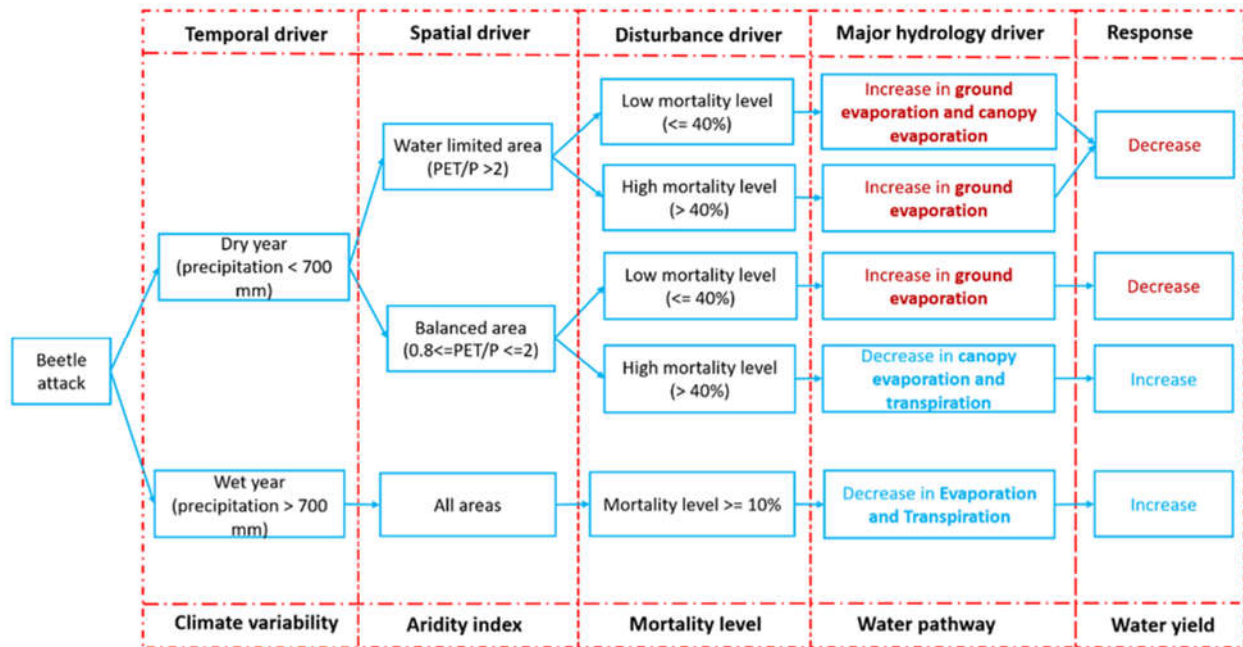 Temporal driver
Spatial driver
Disturbance driver
Major hydrology driver
Response
Beetle
attack
Dry year
(precipitation < 700
mm)
Wet year
(precipitation > 700
mm)
Water limited area
(PET/P >2)
Balanced area
(0.8<=PET/P <=2)
All areas
Low mortality level
(<= 40%)
High mortality level
(> 40%)
Low mortality level
(<= 40%)
High mortality level
(> 40%)
Mortality level >= 10%
Increase in ground
evaporation and canopy
evaporation
Increase in ground
evaporation
Increase in ground
evaporation
Decrease in canopy
evaporation and
transpiration
Decrease in Evaporation
and Transpiration
Decrease
Decrease
Increase
Increase
Climate variability
Aridity index
Mortality level
Water pathway
Water yield